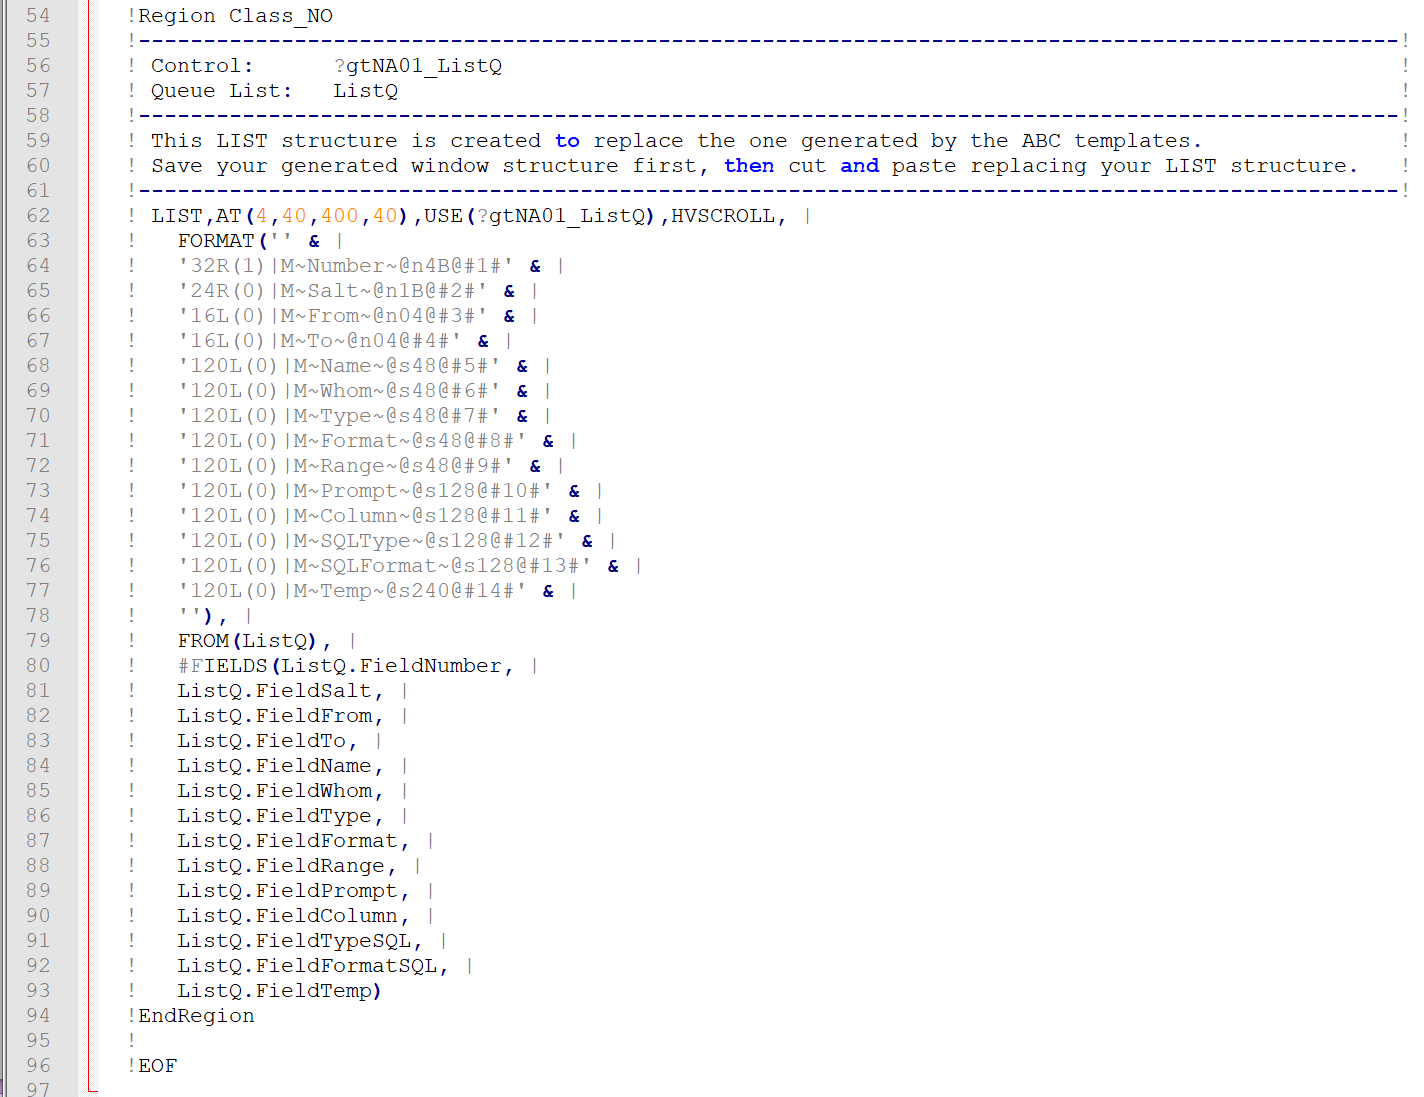 54 !Region Class_NO
55 !-------------------------------------------------------------------------------------------------!
56 ! Control:      ?gtNA01_ListQ !
57 ! Queue List:   ListQ !
58 !-------------------------------------------------------------------------------------------------!
59 ! This LIST structure is created to replace the one generated by the ABC templates. !
60 ! Save your generated window structure first, then cut and paste replacing your LIST structure. !
61 !-------------------------------------------------------------------------------------------------!
62 ! LIST,AT(4,40,400,40),USE(?gtNA01_ListQ),HVSCROLL, |
63 !   FORMAT('' & |
64 !   '32R(1)|M~Number~@n4B@#1#' & |
65 !   '24R(0)|M~Salt~@n1B@#2#' & |
66 !   '16L(0)|M~From~@n04@#3#' & |
67 !   '16L(0)|M~To~@n04@#4#' & |
68 !   '120L(0)|M~Name~@s48@#5#' & |
69 !   '120L(0)|M~Whom~@s48@#6#' & |
70 !   '120L(0)|M~Type~@s48@#7#' & |
71 !   '120L(0)|M~Format~@s48@#8#' & |
72 !   '120L(0)|M~Range~@s48@#9#' & |
73 !   '120L(0)|M~Prompt~@s128@#10#' & |
74 !   '120L(0)|M~Column~@s128@#11#' & |
75 !   '120L(0)|M~SQLType~@s128@#12#' & |
76 !   '120L(0)|M~SQLFormat~@s128@#13#' & |
77 !   '120L(0)|M~Temp~@s240@#14#' & |
78 !   ''), |
79 !   FROM(ListQ), |
80 !   #FIELDS(ListQ.FieldNumber, |
81 !   ListQ.FieldSalt, |
82 !   ListQ.FieldFrom, |
83 !   ListQ.FieldTo, |
84 !   ListQ.FieldName, |
85 !   ListQ.FieldWhom, |
86 !   ListQ.FieldType, |
87 !   ListQ.FieldFormat, |
88 !   ListQ.FieldRange, |
89 !   ListQ.FieldPrompt, |
90 !   ListQ.FieldColumn, |
91 !   ListQ.FieldTypeSQL, |
92 !   ListQ.FieldFormatSQL, |
93 !   ListQ.FieldTemp)
94 !EndRegion
95 !
96 !EOF
97